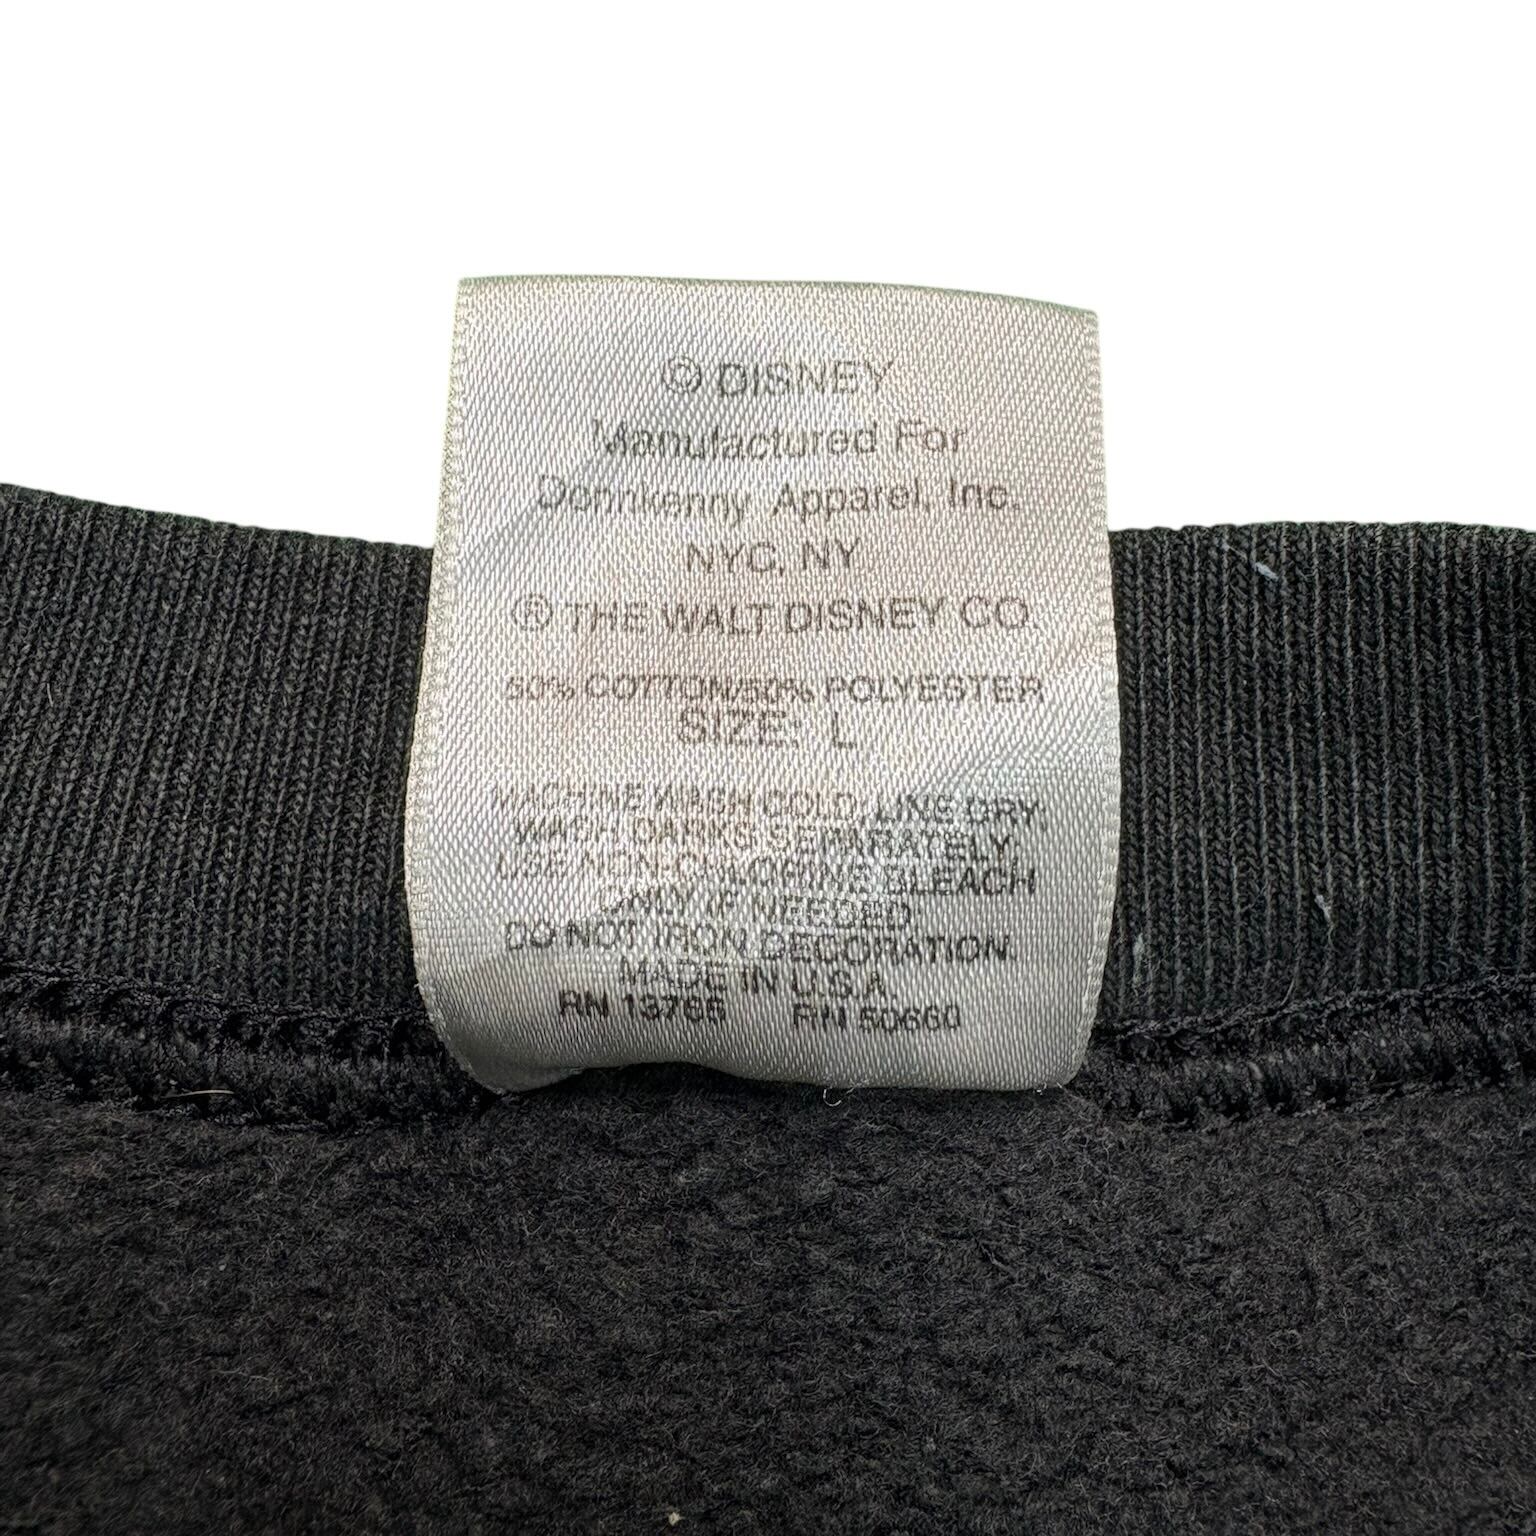 © DISNEY
Manufactured For
Donnkenny Apparel, Inc.
NYC, NY
® THE WALT DISNEY CO
50% COTTON/50% POLYESTER
SIZE: L
MACHINE WASH COLD, LINE DRY,
WASH DARKS SEPARATELY
USE NON-CHLORINE BLEACH
ONLY IF NEEDED
DO NOT IRON DECORATION.
MADE IN U.S.A.
RN 13765 RN 50660